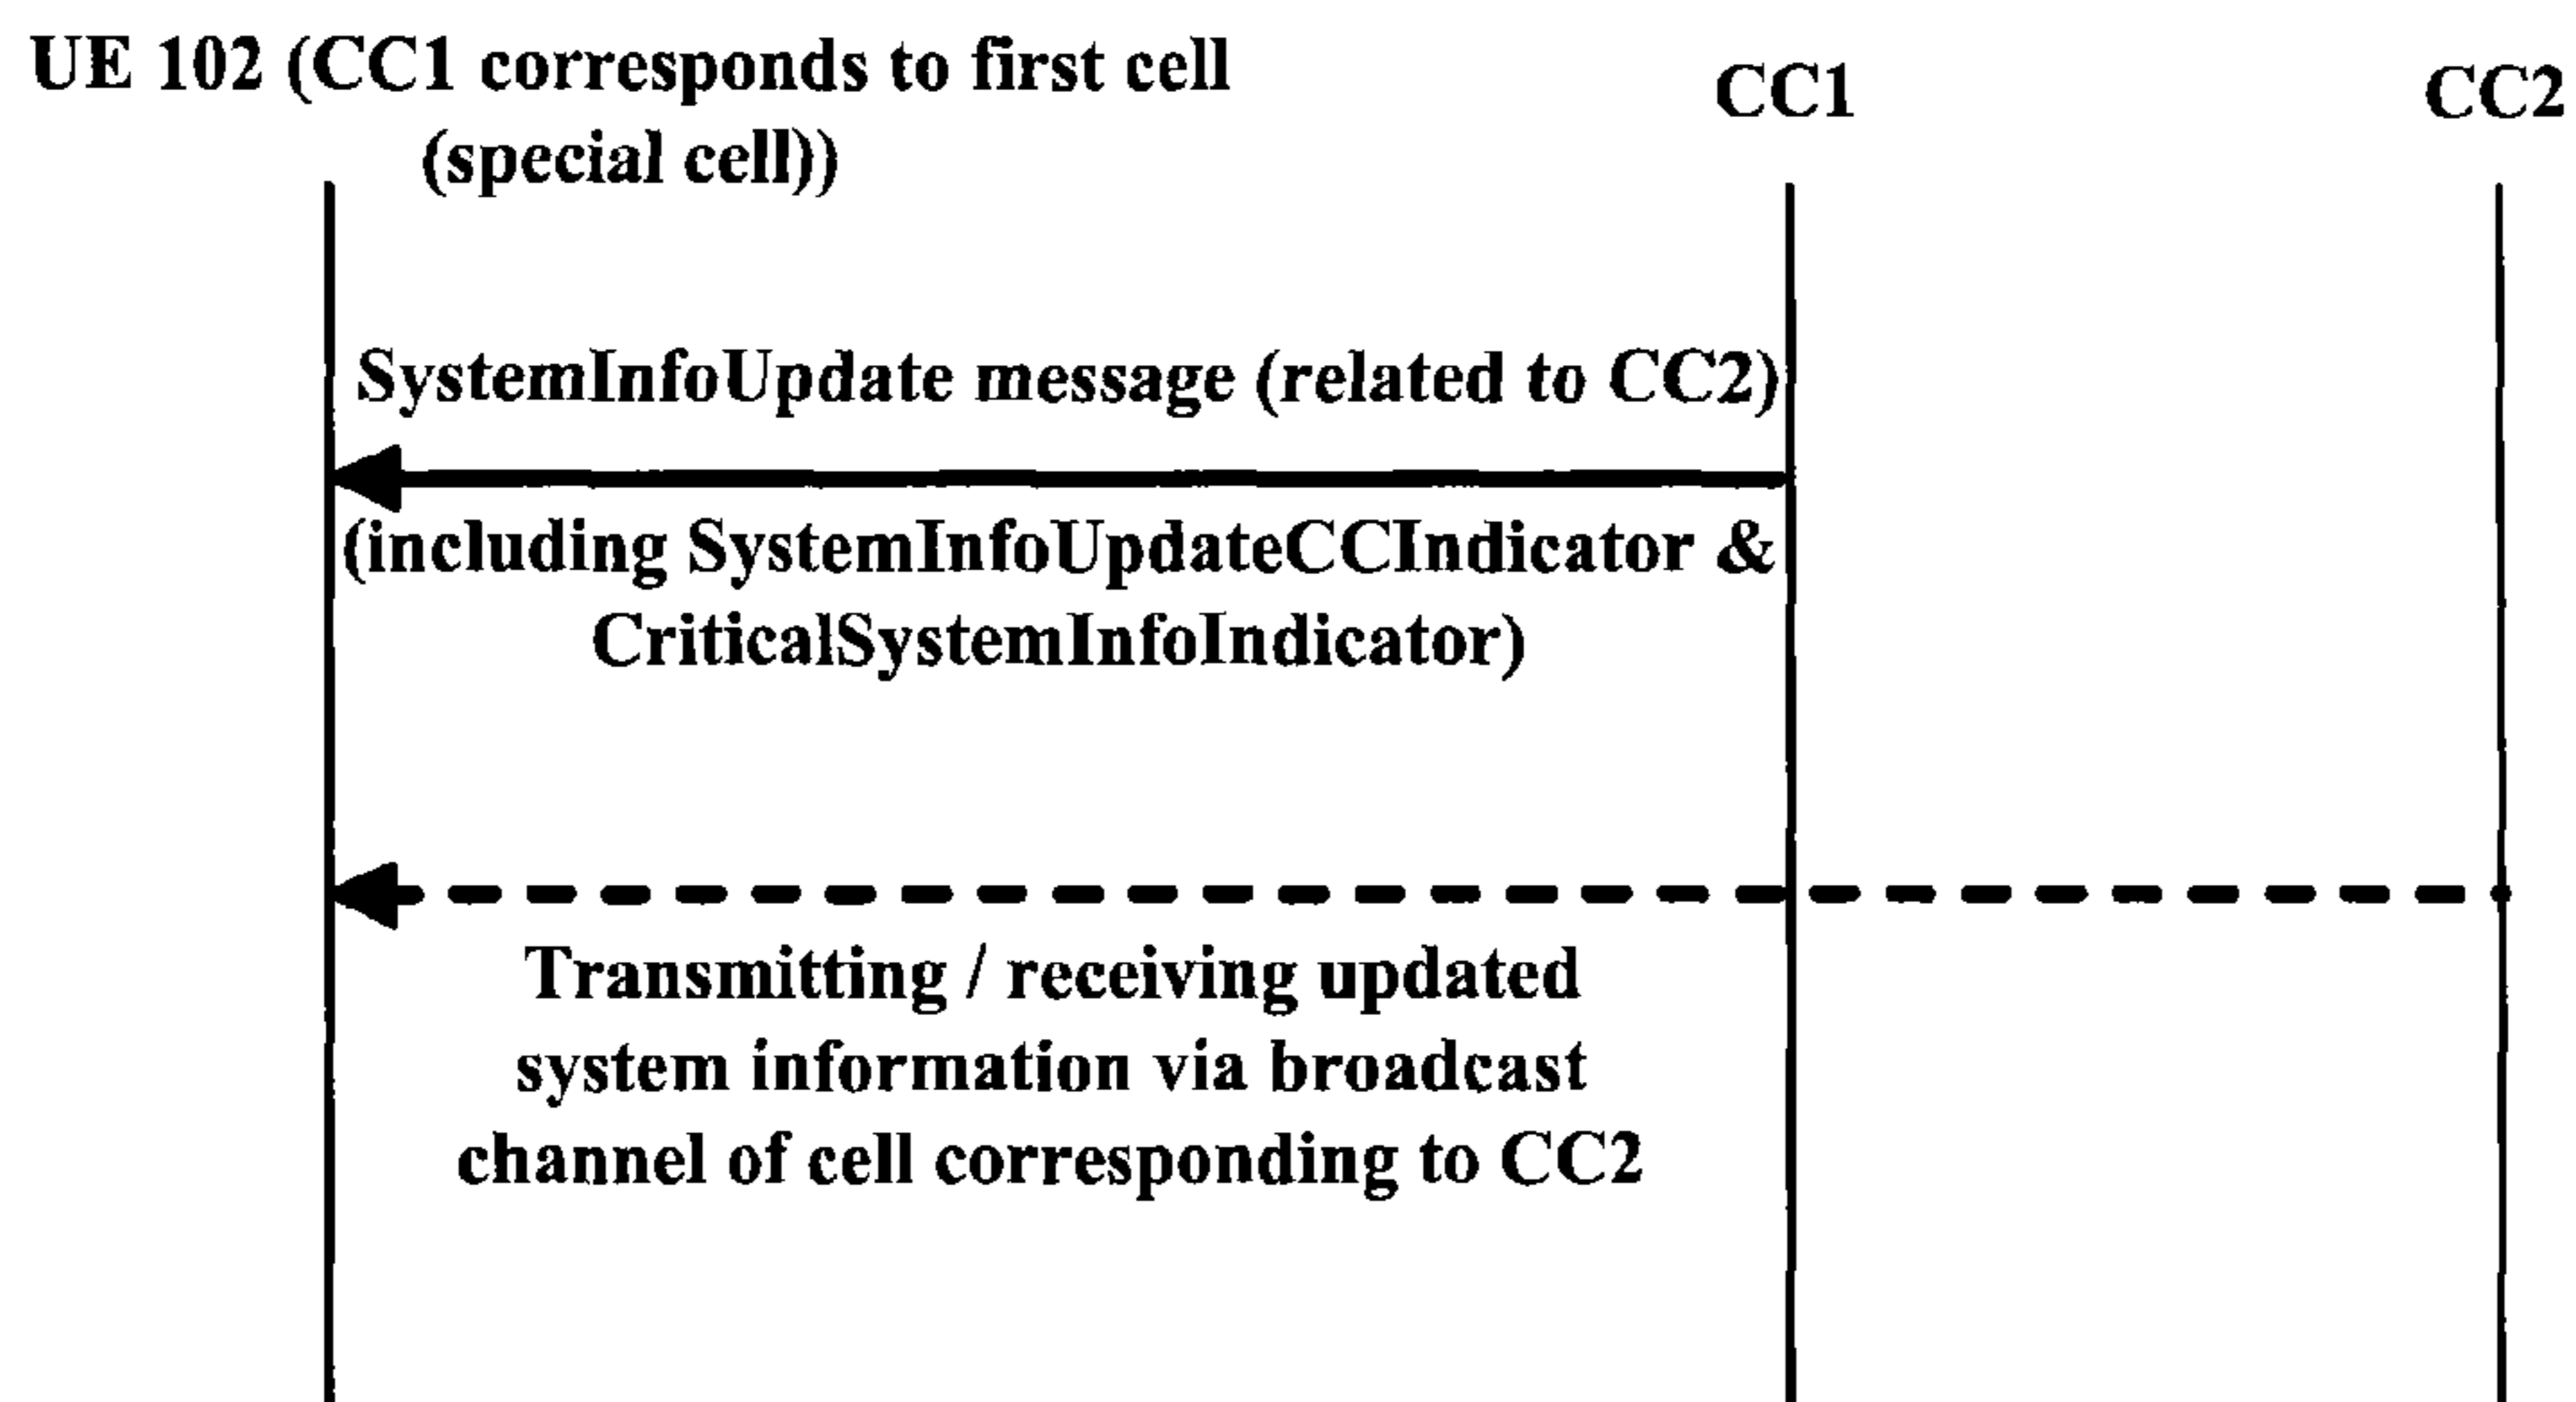 UE 102 (CC1 corresponds to first cell
(special cell))
CC1
CC2
SystemInfoUpdate message (related to CC2)
(including SystemInfoUpdateCCIndicator &
CriticalSystemInfoIndicator)
Transmitting / receiving updated
system information via broadcast
channel of cell corresponding to CC2